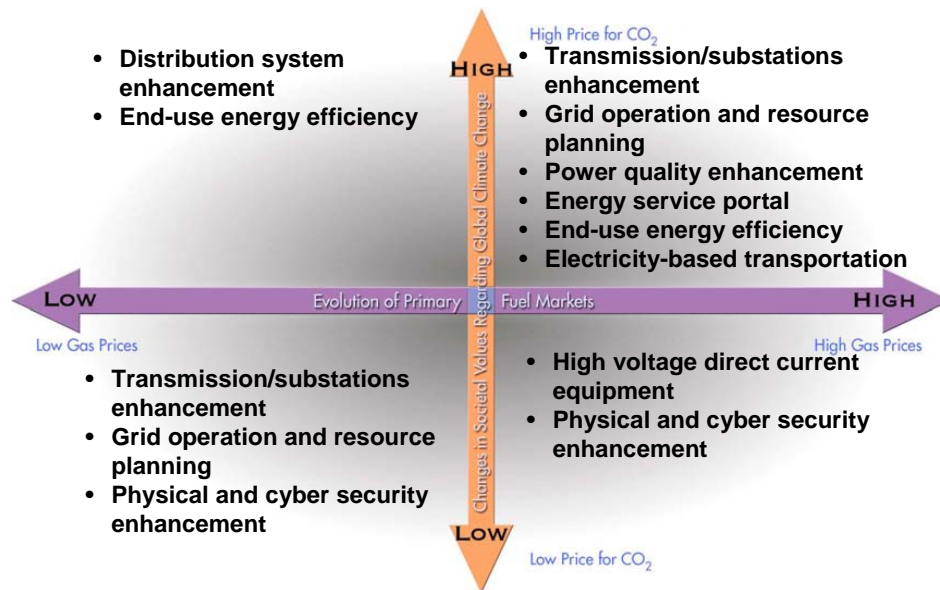 High Price for CO₂
HIGH
• Distribution system
enhancement
• End-use energy efficiency
• Transmission/substations
enhancement
• Grid operation and resource
planning
• Power quality enhancement
• Energy service portal
• End-use energy efficiency
• Electricity-based transportation
Changes in Societal Values Regarding Global Climate Change
LOW
Evolution of Primary Fuel Markets
HIGH
Low Gas Prices
High Gas Prices
• Transmission/substations
enhancement
• Grid operation and resource
planning
• Physical and cyber security
enhancement
• High voltage direct current
equipment
• Physical and cyber security
enhancement
LOW
Low Price for CO₂